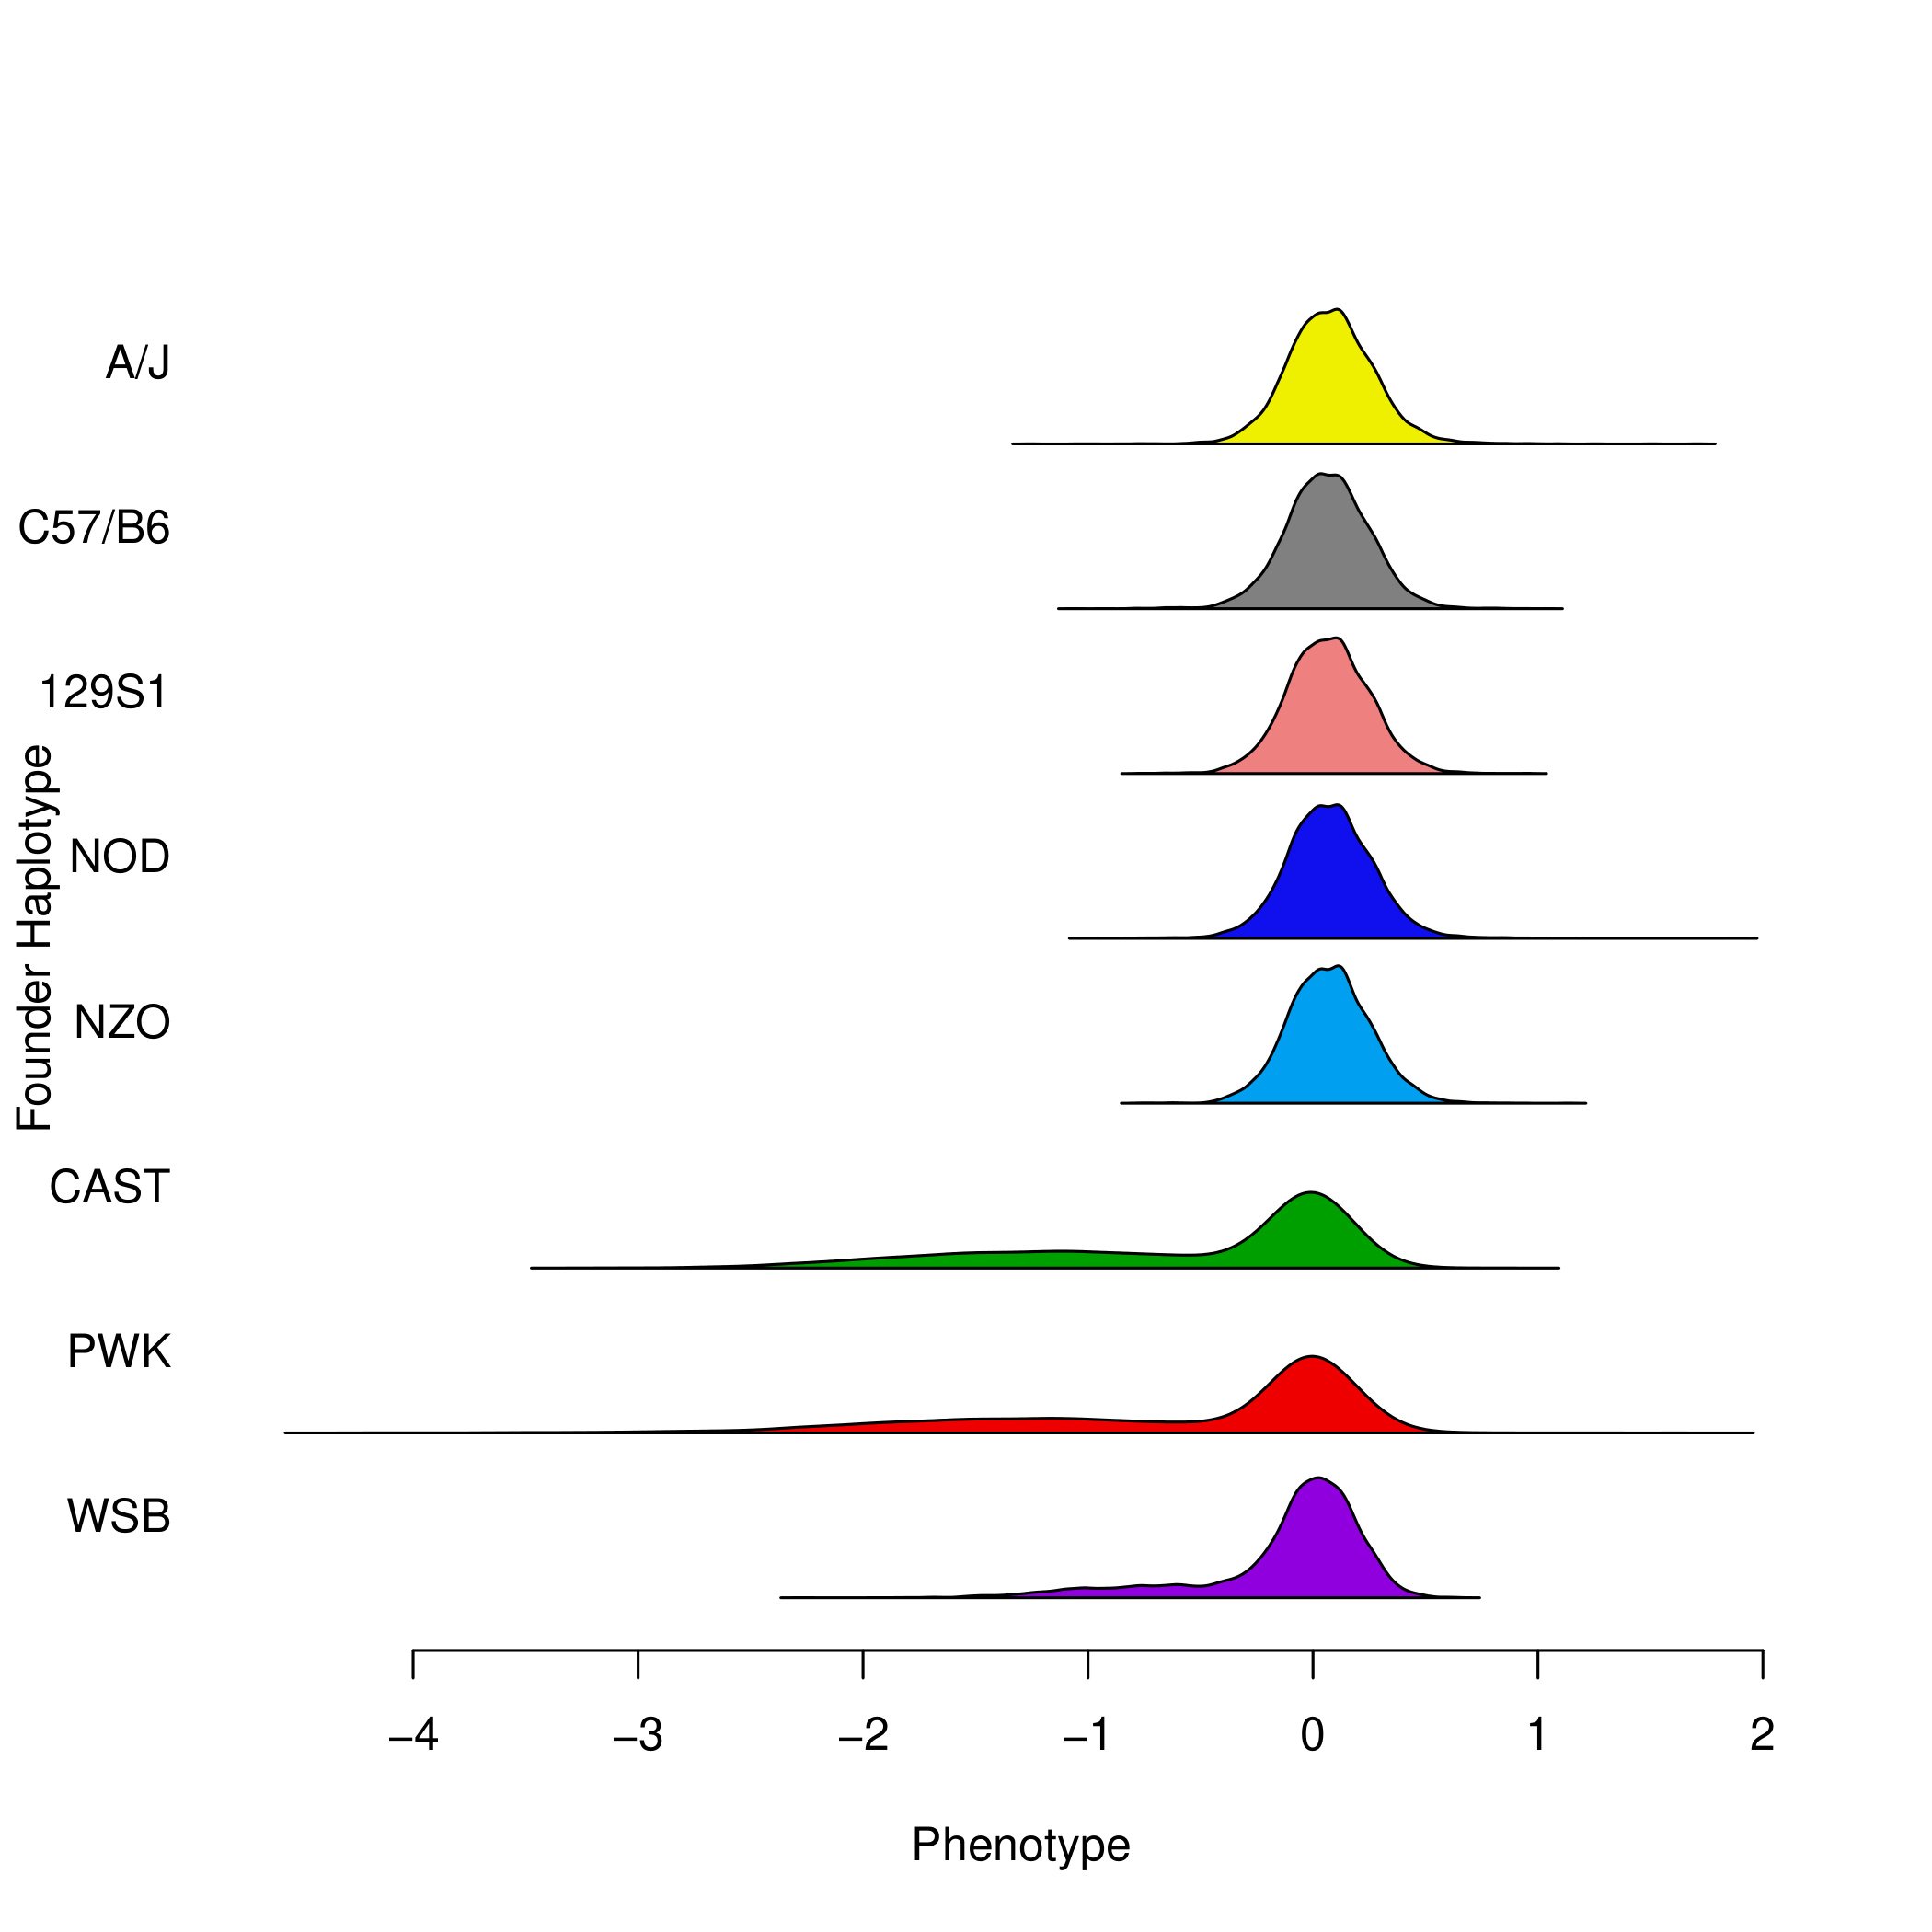 A/J
C57/B6
129S1
NOD
NZO
CAST
PWK
WSB
Founder Haplotype
−4 −3 −2 −1 0 1 2
Phenotype